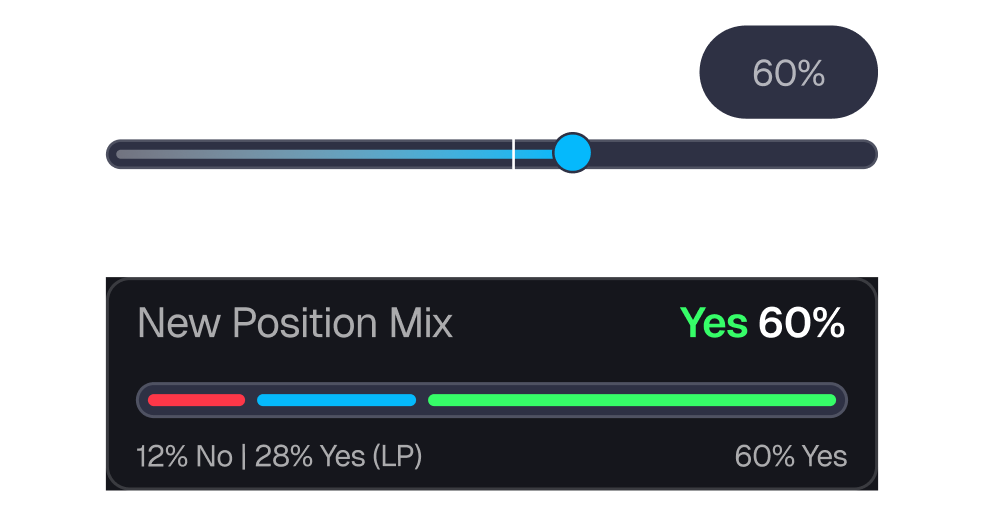 60%
New Position Mix Yes 60%
12% No | 28% Yes (LP) 60% Yes